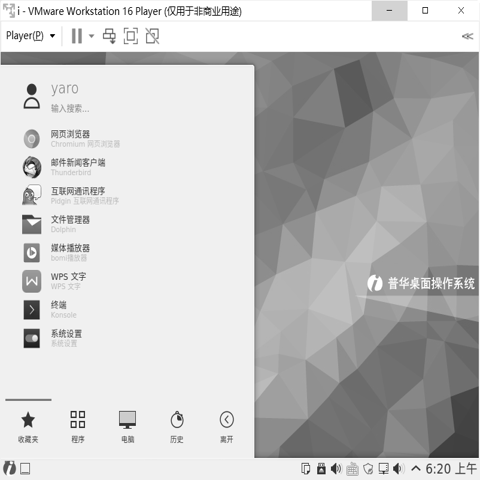 i - VMware Workstation 16 Player (仅用于非商业用途)
Player(P)
yaro
输入搜索...
网页浏览器
Chromium 网页浏览器
邮件新闻客户端
Thunderbird
互联网通讯程序
Pidgin 互联网通讯程序
文件管理器
Dolphin
媒体播放器
bomi播放器
WPS 文字
WPS 文字
终端
Konsole
系统设置
系统设置
普华桌面操作系统
收藏夹
程序
电脑
历史
离开
6:20 上午